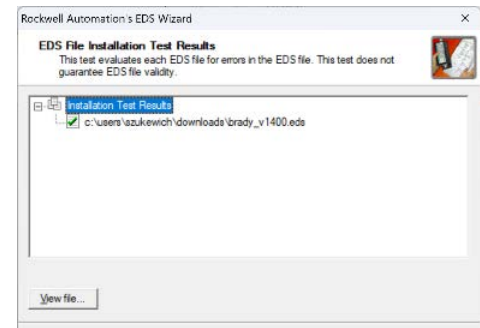 Rockwell Automation's EDS Wizard
EDS File Installation Test Results
This test evaluates each EDS file for errors in the EDS file. This test does not
guarantee EDS file validity.
Installation Test Results
c:\users\szukewich\downloads\brady_v1400.eds
View file...